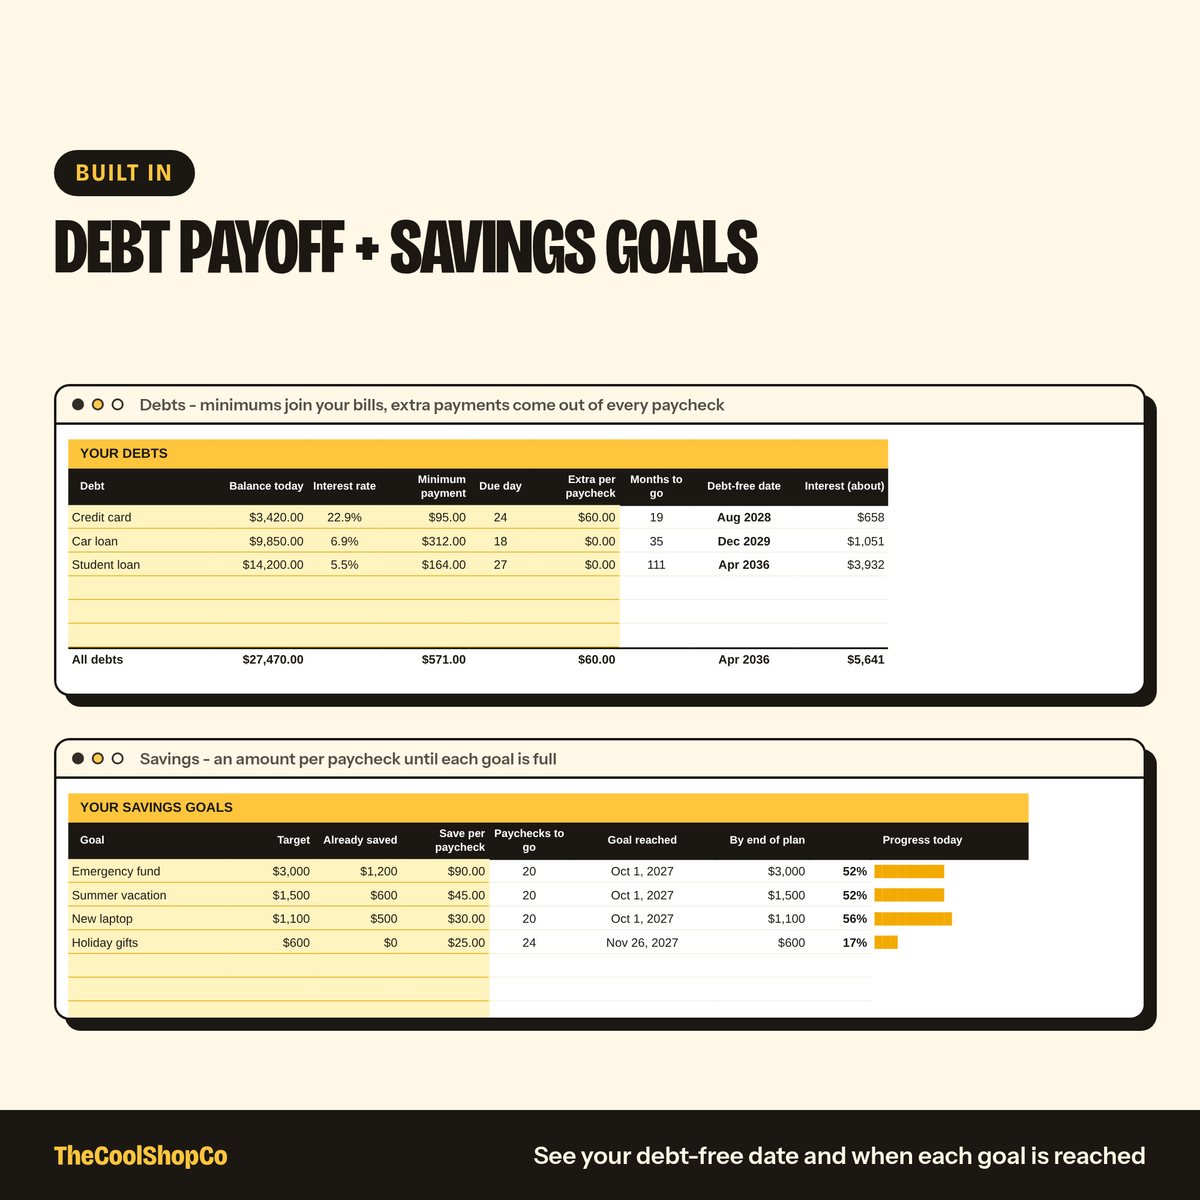 BUILT IN
DEBT PAYOFF + SAVINGS GOALS
Debts - minimums join your bills, extra payments come out of every paycheck
YOUR DEBTS
Debt Balance today Interest rate Minimum payment Due day Extra per paycheck Months to go Debt-free date Interest (about)
Credit card $3,420.00 22.9% $95.00 24 $60.00 19 Aug 2028 $658
Car loan $9,850.00 6.9% $312.00 18 $0.00 35 Dec 2029 $1,051
Student loan $14,200.00 5.5% $164.00 27 $0.00 111 Apr 2036 $3,932
All debts $27,470.00 $571.00 $60.00 Apr 2036 $5,641
Savings - an amount per paycheck until each goal is full
YOUR SAVINGS GOALS
Goal Target Already saved Save per paycheck Paychecks to go Goal reached By end of plan Progress today
Emergency fund $3,000 $1,200 $90.00 20 Oct 1, 2027 $3,000 52%
Summer vacation $1,500 $600 $45.00 20 Oct 1, 2027 $1,500 52%
New laptop $1,100 $500 $30.00 20 Oct 1, 2027 $1,100 56%
Holiday gifts $600 $0 $25.00 24 Nov 26, 2027 $600 17%
TheCoolShopCo
See your debt-free date and when each goal is reached